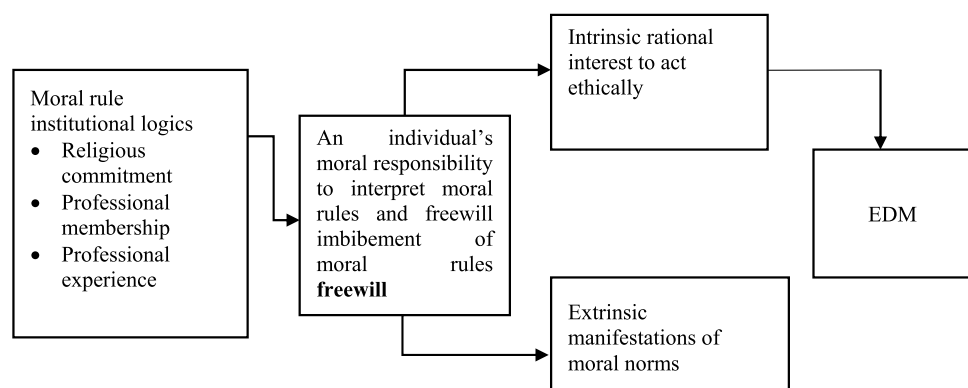 Moral rule
institutional logics
• Religious
commitment
• Professional
membership
• Professional
experience
An individual’s
moral responsibility
to interpret moral
rules and freewill
imbibement of
moral rules
freewill
Intrinsic rational
interest to act
ethically
EDM
Extrinsic
manifestations of
moral norms